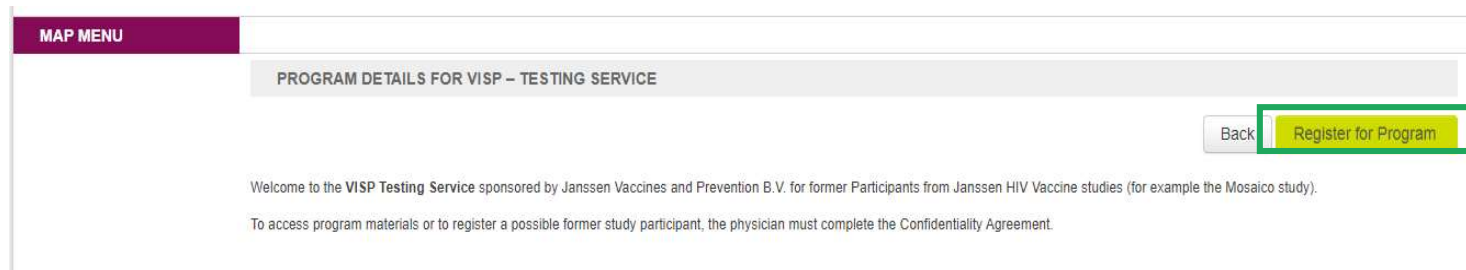 MAP MENU
PROGRAM DETAILS FOR VISP – TESTING SERVICE
Back Register for Program
Welcome to the VISP Testing Service sponsored by Janssen Vaccines and Prevention B.V. for former Participants from Janssen HIV Vaccine studies (for example the Mosaico study).
To access program materials or to register a possible former study participant, the physician must complete the Confidentiality Agreement.